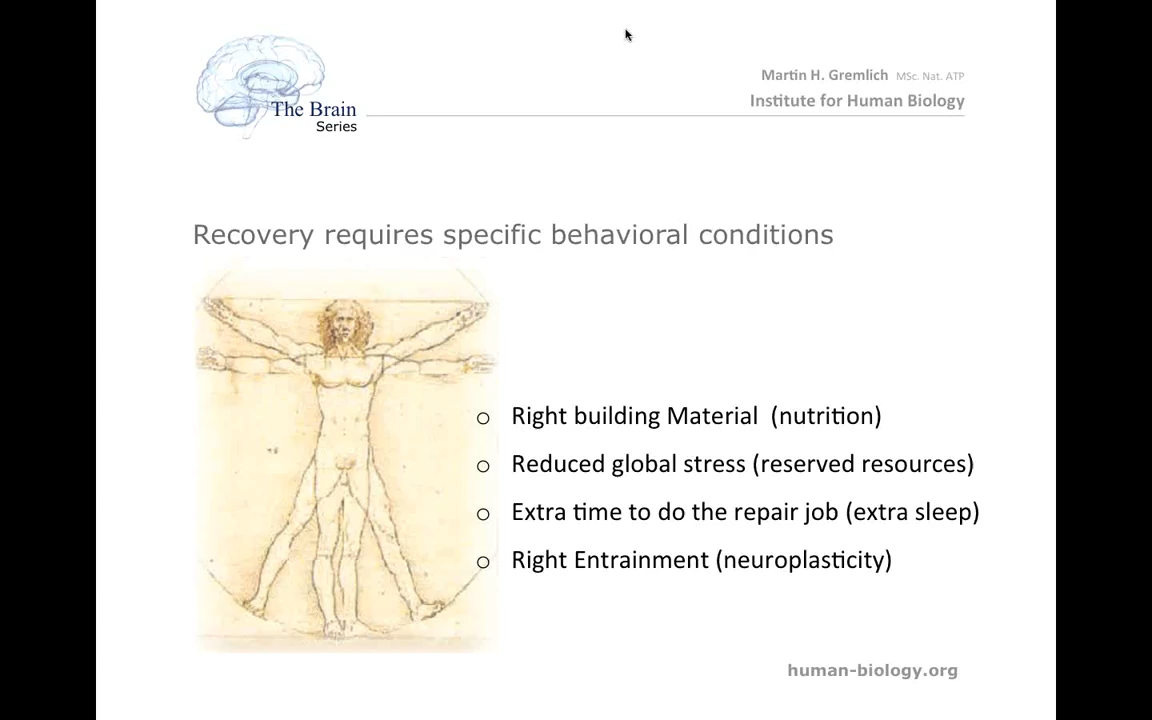 The Brain
Series
Martin H. Gremlich MSc. Nat. ATP
Institute for Human Biology
Recovery requires specific behavioral conditions
o Right building Material (nutrition)
o Reduced global stress (reserved resources)
o Extra time to do the repair job (extra sleep)
o Right Entrainment (neuroplasticity)
human-biology.org